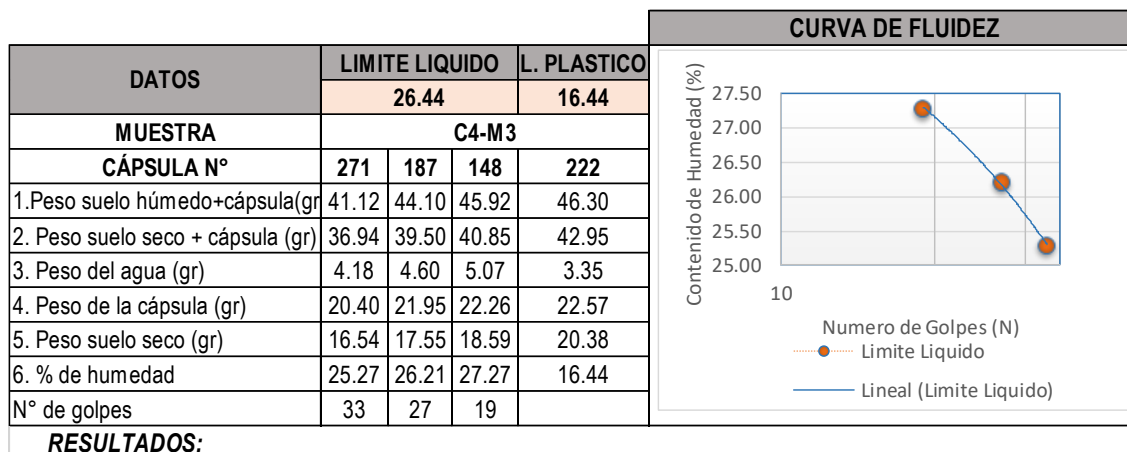 CURVA DE FLUIDEZ
DATOS LIMITE LIQUIDO L. PLASTICO
26.44 16.44
MUESTRA C4-M3
CÁPSULA N° 271 187 148 222
1.Peso suelo húmedo+cápsula(gr 41.12 44.10 45.92 46.30
2. Peso suelo seco + cápsula (gr) 36.94 39.50 40.85 42.95
3. Peso del agua (gr) 4.18 4.60 5.07 3.35
4. Peso de la cápsula (gr) 20.40 21.95 22.26 22.57
5. Peso suelo seco (gr) 16.54 17.55 18.59 20.38
6. % de humedad 25.27 26.21 27.27 16.44
N° de golpes 33 27 19
RESULTADOS:
Contenido de Humedad (%)
27.50
27.00
26.50
26.00
25.50
25.00
10
Numero de Golpes (N)
Limite Liquido
Lineal (Limite Liquido)